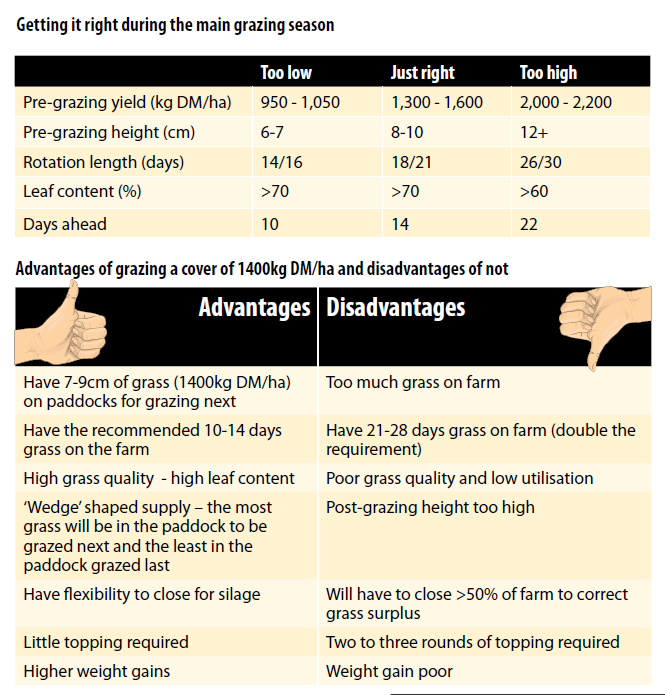 Getting it right during the main grazing season
Too low Just right Too high
Pre-grazing yield (kg DM/ha) 950 - 1,050 1,300 - 1,600 2,000 - 2,200
Pre-grazing height (cm) 6-7 8-10 12+
Rotation length (days) 14/16 18/21 26/30
Leaf content (%) >70 >70 >60
Days ahead 10 14 22
Advantages of grazing a cover of 1400kg DM/ha and disadvantages of not
Advantages Disadvantages
Have 7-9cm of grass (1400kg DM/ha)
on paddocks for grazing next
Too much grass on farm
Have the recommended 10-14 days
grass on the farm
Have 21-28 days grass on farm (double the
requirement)
High grass quality - high leaf content
Poor grass quality and low utilisation
‘Wedge’ shaped supply – the most
grass will be in the paddock to be
grazed next and the least in the
paddock grazed last
Post-grazing height too high
Have flexibility to close for silage
Will have to close >50% of farm to correct
grass surplus
Little topping required
Two to three rounds of topping required
Higher weight gains
Weight gain poor